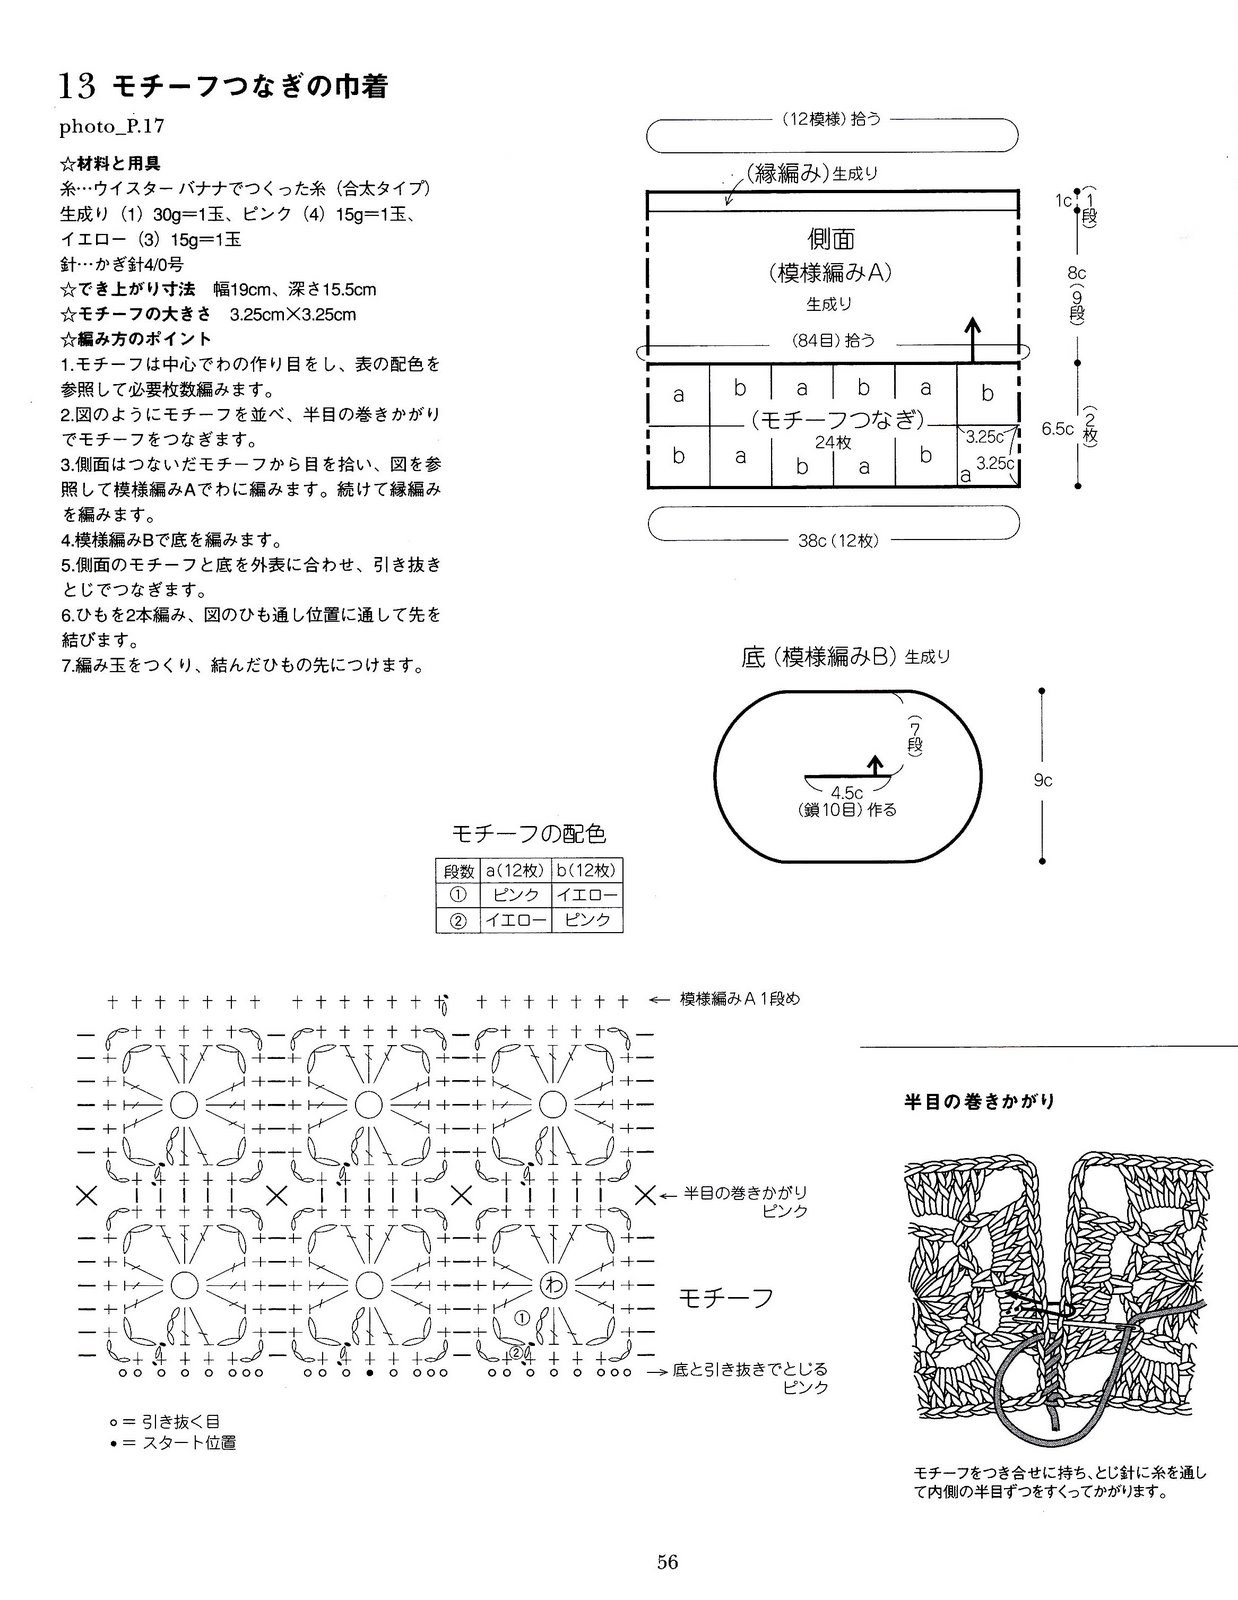 13 モチーフつなぎの巾着
photo_P.17
☆材料と用具
糸…ウイスター バナナでつくった糸（合太タイプ）
生成り（1）30g＝1玉、ピンク（4）15g＝1玉、
イエロー（3）15g＝1玉
針…かぎ針4/0号
☆でき上がり寸法　幅19cm、深さ15.5cm
☆モチーフの大きさ　3.25cm×3.25cm
☆編み方のポイント
1.モチーフは中心でわの作り目をし、表の配色を
参照して必要枚数編みます。
2.図のようにモチーフを並べ、半目の巻きかがり
でモチーフをつなぎます。
3.側面はつないだモチーフから目を拾い、図を参
照して模様編みAでわに編みます。続けて縁編み
を編みます。
4.模様編みBで底を編みます。
5.側面のモチーフと底を外表に合わせ、引き抜き
とじでつなぎます。
6.ひもを2本編み、図のひも通し位置に通して先を
結びます。
7.編み玉をつくり、結んだひもの先につけます。
(12模様)拾う
(縁編み)生成り
1c (1段)
側面
(模様編みA)
生成り
8c (9段)
(84目)拾う
a b a b a b
(モチーフつなぎ)
24枚
3.25c
6.5c (2枚)
b a b a b a
3.25c
38c(12枚)
底(模様編みB)生成り
(7段)
4.5c
(鎖10目)作る
9c
モチーフの配色
段数 a(12枚) b(12枚)
① ピンク イエロー
② イエロー ピンク
←模様編みA1段め
←半目の巻きかがり
ピンク
わ
①
②
モチーフ
→底と引き抜きでとじる
ピンク
○＝引き抜く目
●＝スタート位置
半目の巻きかがり
モチーフをつき合せに持ち、とじ針に糸を通し
て内側の半目ずつをすくってかがります。
56